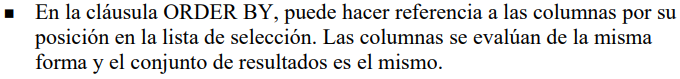 ▪ En la cláusula ORDER BY, puede hacer referencia a las columnas por su
posición en la lista de selección. Las columnas se evalúan de la misma
forma y el conjunto de resultados es el mismo.